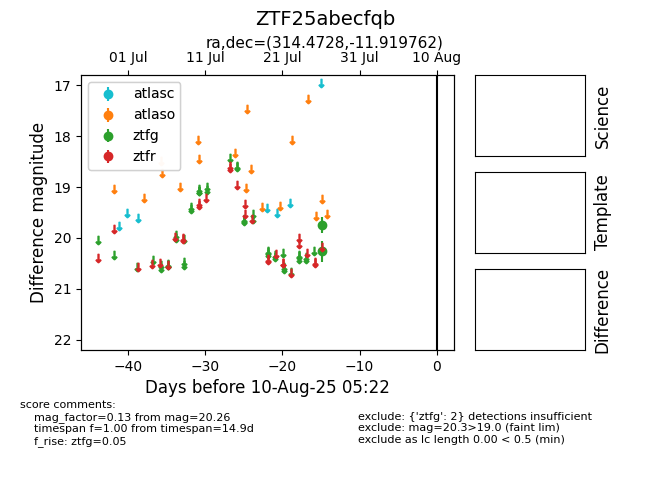 ZTF25abecfqb
ra,dec=(314.4728,-11.919762)
01 Jul 11 Jul 21 Jul 31 Jul 10 Aug
17
18
19
20
21
22
Difference magnitude
atlasc
atlaso
ztfg
ztfr
−40 −30 −20 −10 0
Days before 10-Aug-25 05:22
Science
Template
Difference
score comments:
mag_factor=0.13 from mag=20.26
timespan f=1.00 from timespan=14.9d
f_rise: ztfg=0.05
exclude: {'ztfg': 2} detections insufficient
exclude: mag=20.3>19.0 (faint lim)
exclude as lc length 0.00 < 0.5 (min)